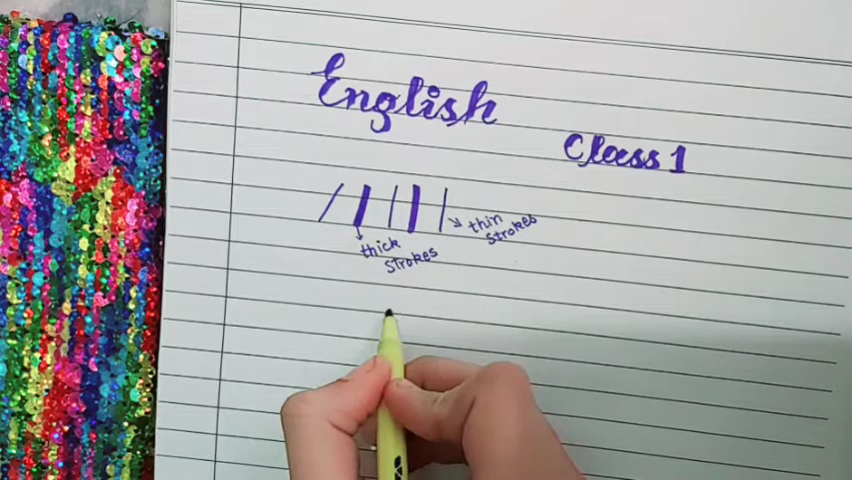 English
Class 1
thin
strokes
thick
strokes